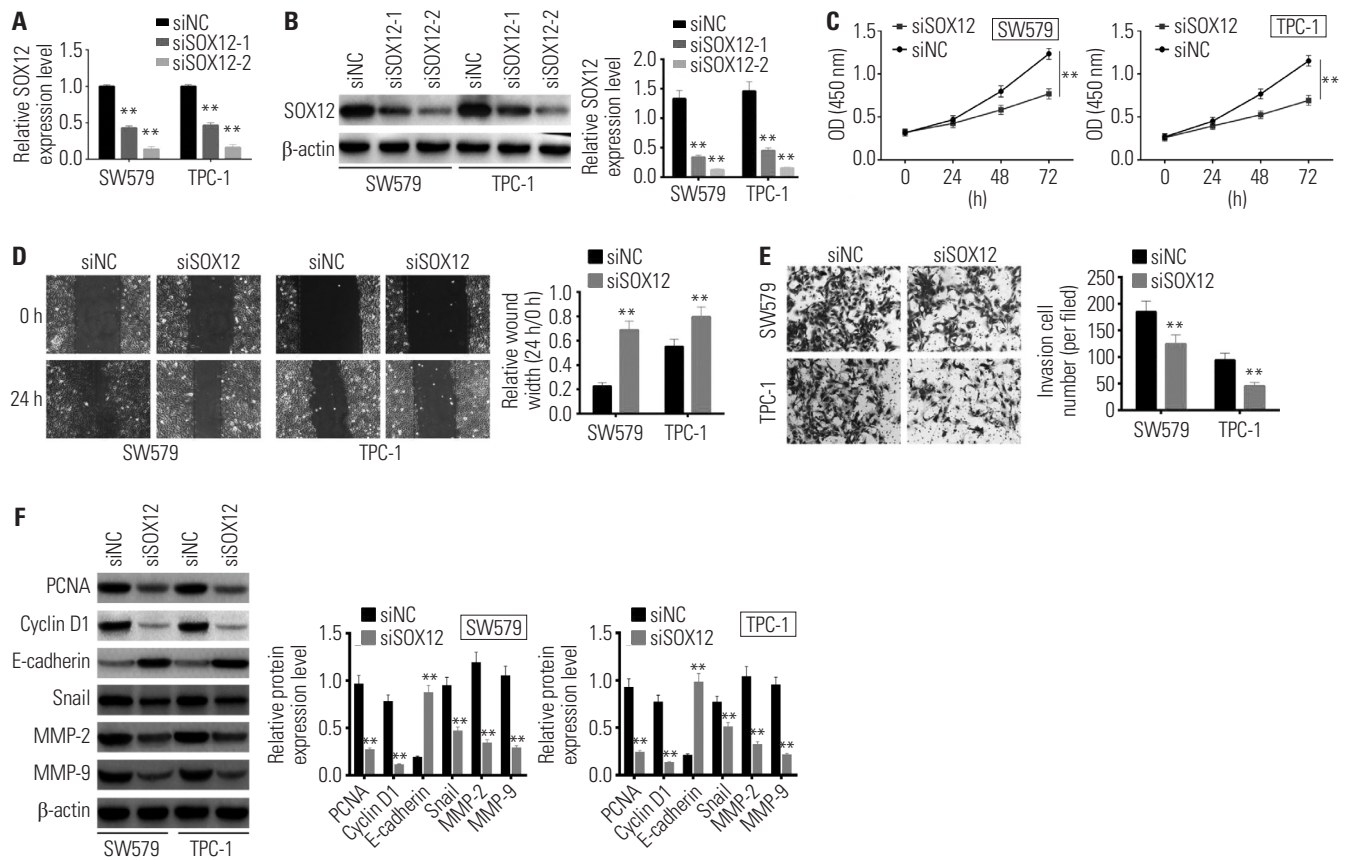 A
siNC
siSOX12-1
siSOX12-2
Relative SOX12
expression level
1.5
1.0
0.5
0.0
** ** ** **
SW579 TPC-1
B
siNC siSOX12-1 siSOX12-2 siNC siSOX12-1 siSOX12-2
SOX12
β-actin
SW579 TPC-1
siNC
siSOX12-1
siSOX12-2
Relative SOX12
expression level
2.0
1.5
1.0
0.5
0.0
** ** ** **
SW579 TPC-1
C
siSOX12
siNC
SW579
OD (450 nm)
1.5
1.0
0.5
0.0
**
0 24 48 72
(h)
siSOX12
siNC
TPC-1
OD (450 nm)
1.5
1.0
0.5
0.0
**
0 24 48 72
(h)
D
siNC siSOX12 siNC siSOX12
0 h
24 h
SW579 TPC-1
siNC
siSOX12
Relative wound
width (24 h/0 h)
1.0
0.8
0.6
0.4
0.2
0.0
** **
SW579 TPC-1
E
siNC siSOX12
SW579
TPC-1
siNC
siSOX12
Invasion cell
number (per filed)
250
200
150
100
50
0
** **
SW579 TPC-1
F
siNC siSOX12 siNC siSOX12
PCNA
Cyclin D1
E-cadherin
Snail
MMP-2
MMP-9
β-actin
SW579 TPC-1
siNC
siSOX12
SW579
Relative protein
expression level
1.5
1.0
0.5
0.0
** ** ** ** ** **
PCNA Cyclin D1 E-cadherin Snail MMP-2 MMP-9
siNC
siSOX12
TPC-1
Relative protein
expression level
1.5
1.0
0.5
0.0
** ** ** ** ** **
PCNA Cyclin D1 E-cadherin Snail MMP-2 MMP-9